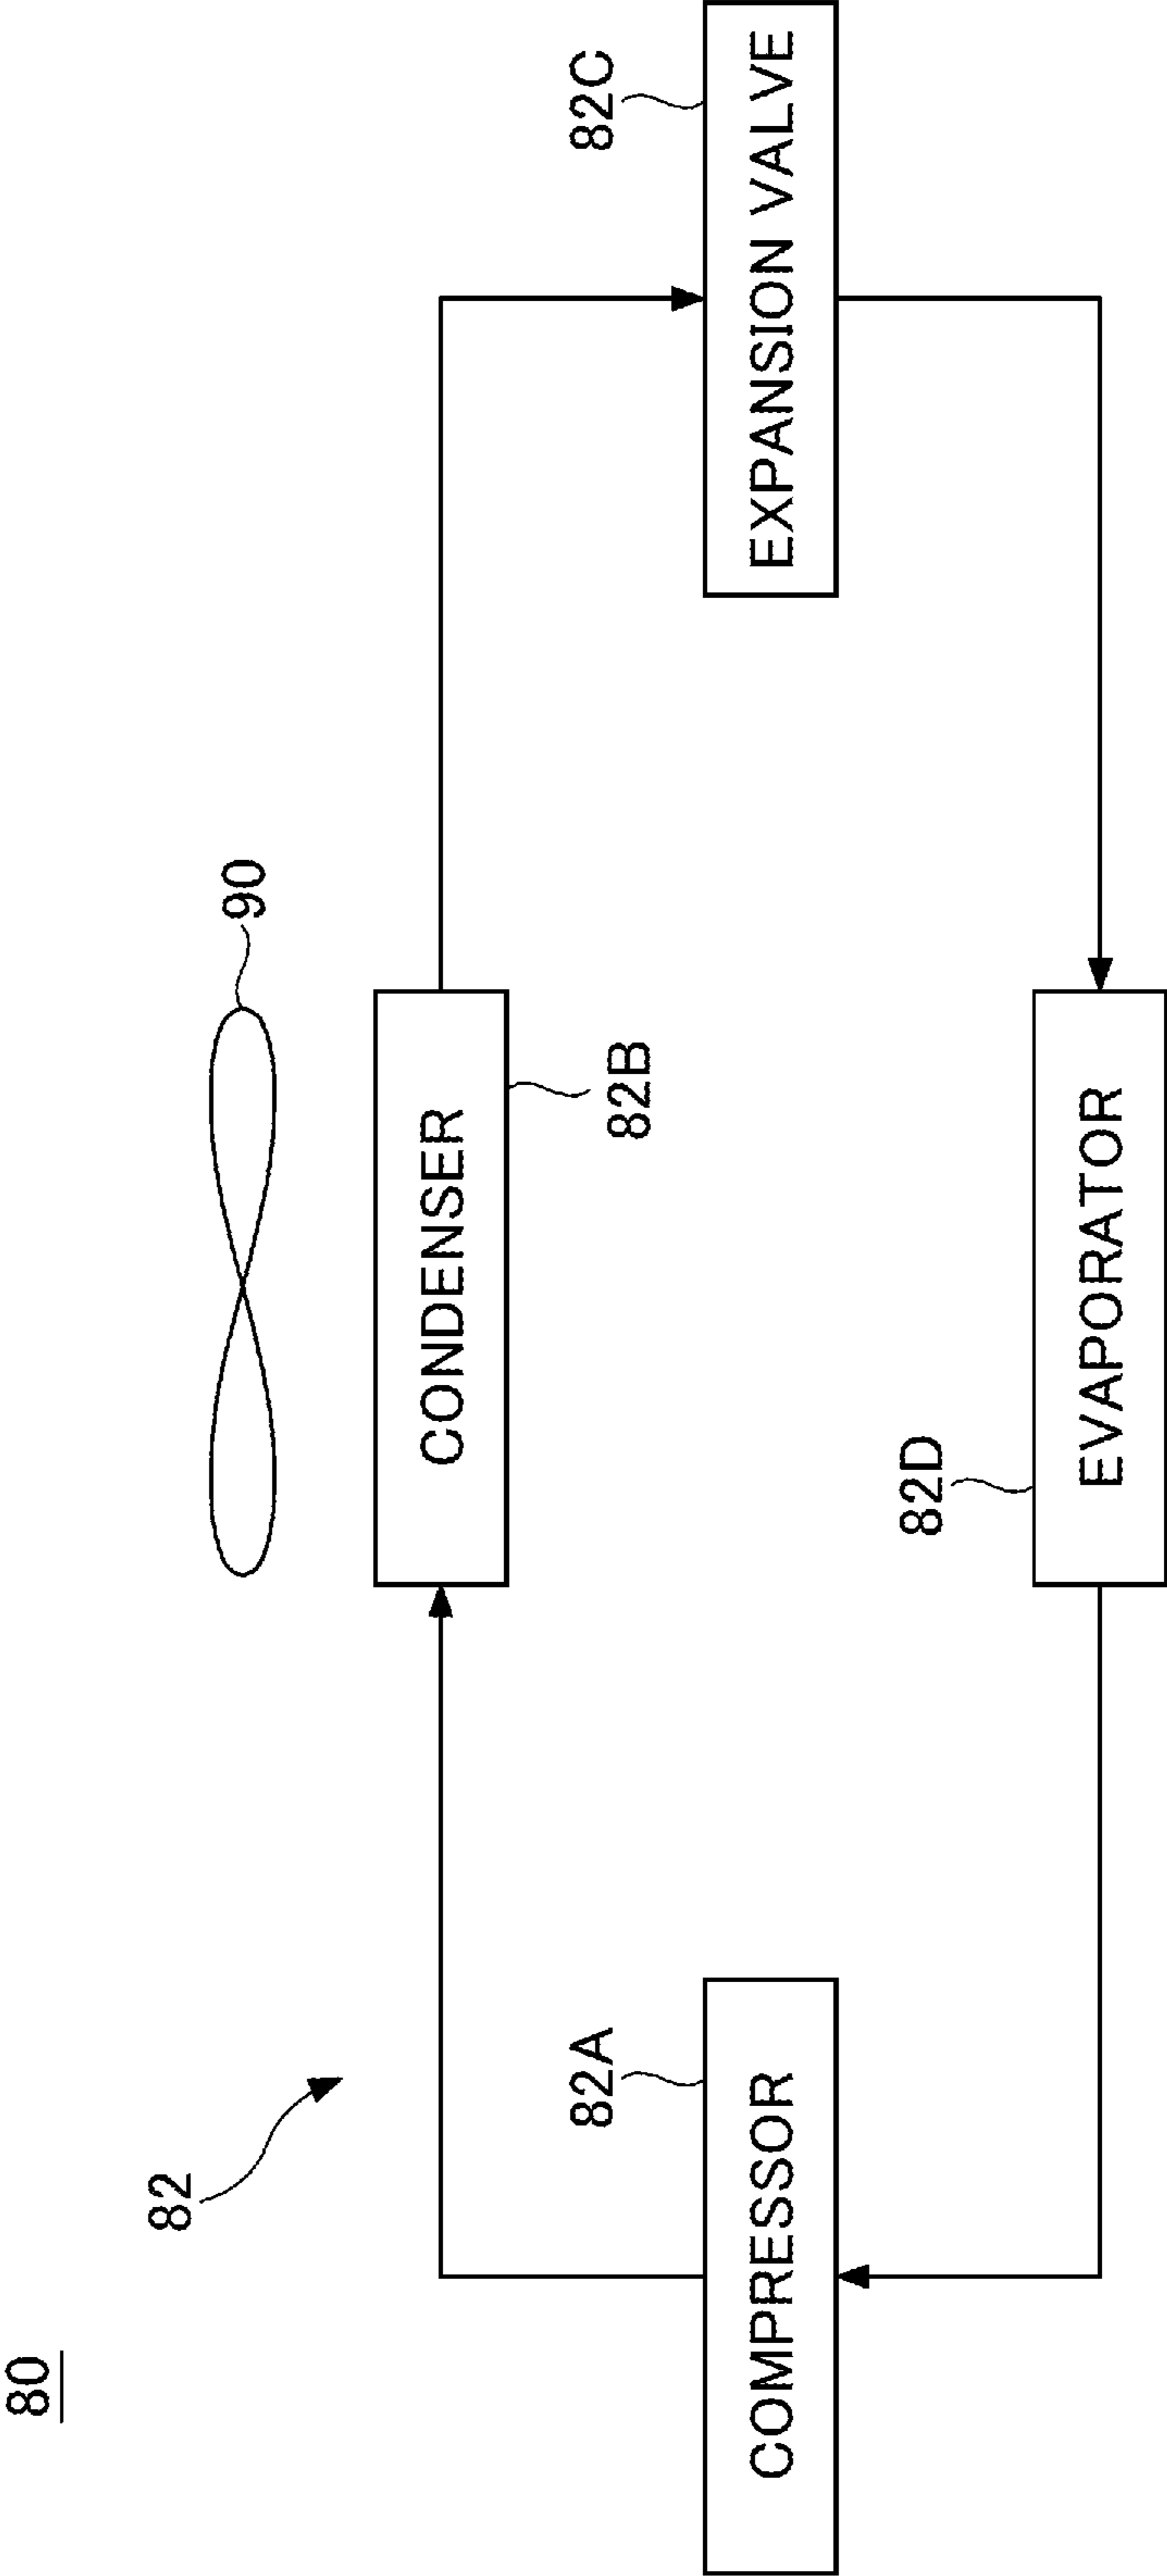 80
82
90
CONDENSER
82B
82A
COMPRESSOR
82C
EXPANSION VALVE
82D
EVAPORATOR